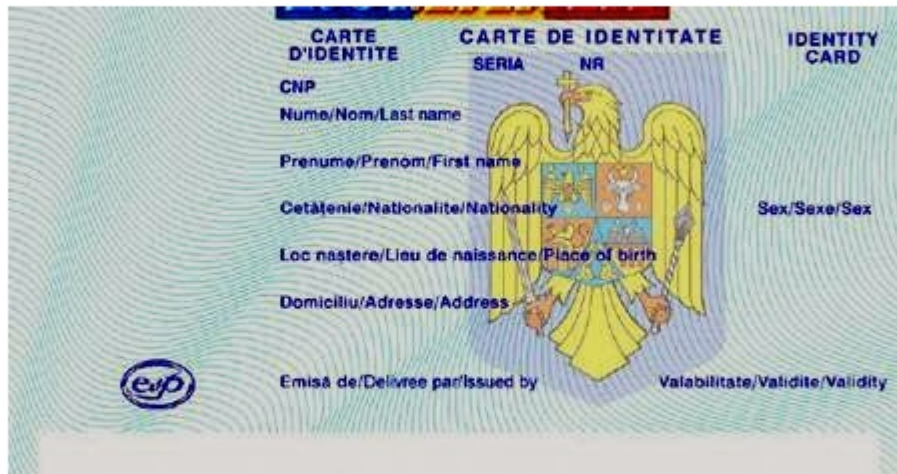 CARTE D'IDENTITE
CARTE DE IDENTITATE
IDENTITY CARD
SERIA NR
CNP
Nume/Nom/Last name
Prenume/Prenom/First name
Cetăţenie/Nationalite/Nationality
Sex/Sexe/Sex
Loc nastere/Lieu de naissance/Place of birth
Domiciliu/Adresse/Address
Emisă de/Delivree par/Issued by
Valabilitate/Validite/Validity